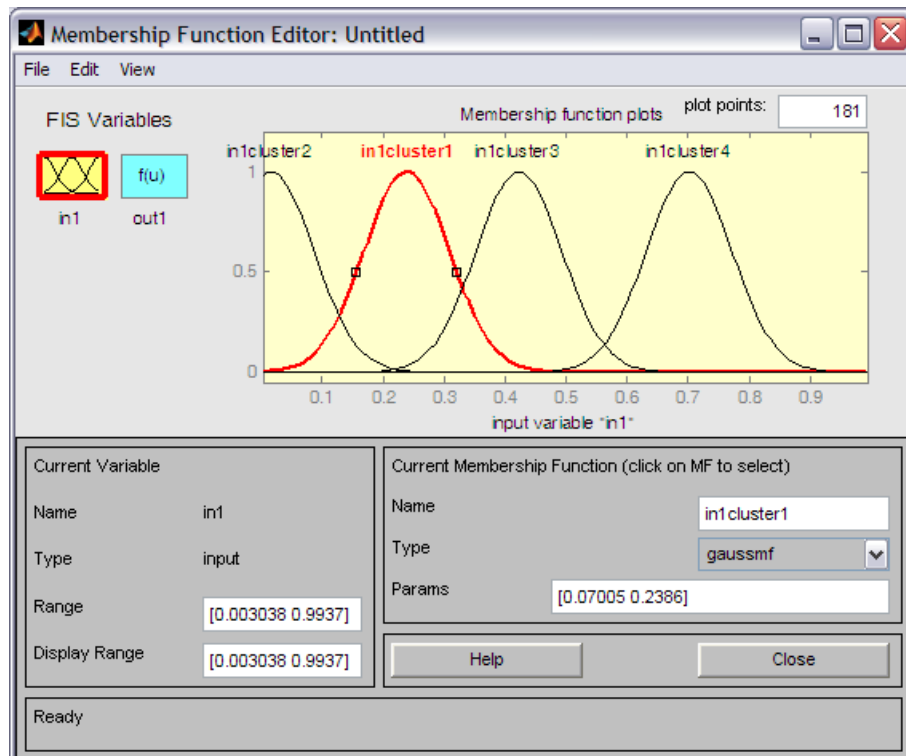 Membership Function Editor: Untitled
File Edit View
FIS Variables
Membership function plots plot points: 181
in1cluster2 in1cluster1 in1cluster3 in1cluster4
f(u)
in1 out1
1
0.5
0
0.1 0.2 0.3 0.4 0.5 0.6 0.7 0.8 0.9
input variable "in1"
Current Variable
Name in1
Type input
Range [0.003038 0.9937]
Display Range [0.003038 0.9937]
Current Membership Function (click on MF to select)
Name in1cluster1
Type gaussmf
Params [0.07005 0.2386]
Help Close
Ready